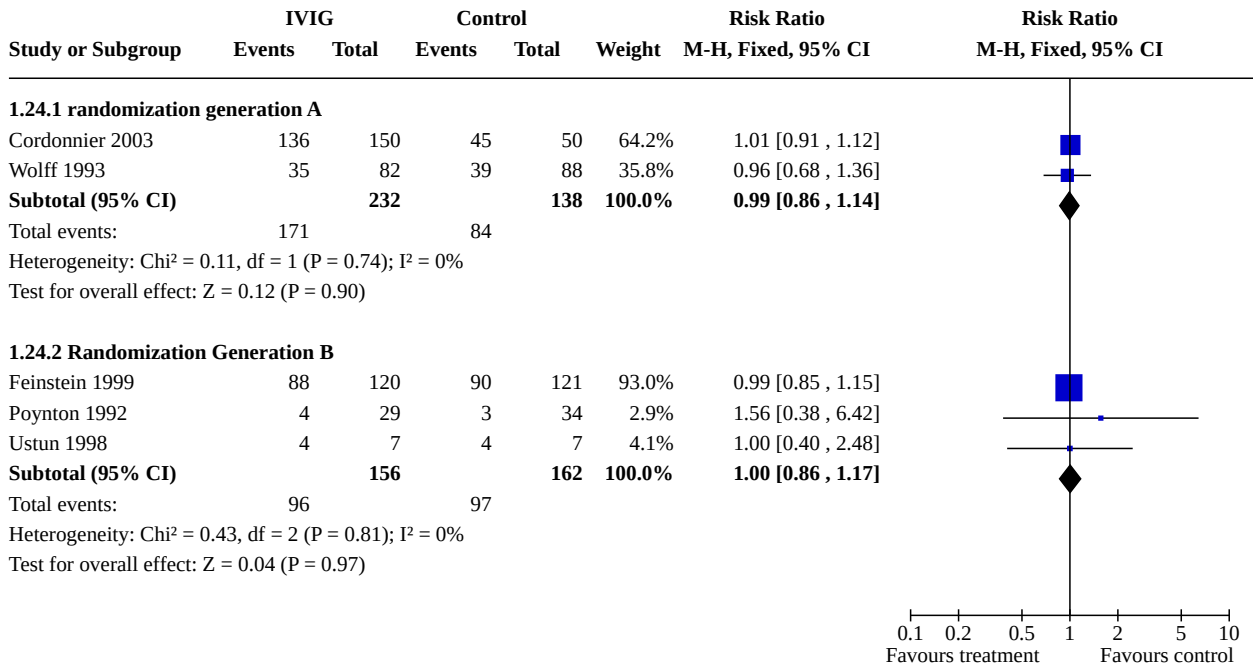 IVIG Control Risk Ratio Risk Ratio
Study or Subgroup Events Total Events Total Weight M-H, Fixed, 95% CI M-H, Fixed, 95% CI
1.24.1 randomization generation A
Cordonnier 2003 136 150 45 50 64.2% 1.01 [0.91 , 1.12]
Wolff 1993 35 82 39 88 35.8% 0.96 [0.68 , 1.36]
Subtotal (95% CI) 232 138 100.0% 0.99 [0.86 , 1.14]
Total events: 171 84
Heterogeneity: Chi² = 0.11, df = 1 (P = 0.74); I² = 0%
Test for overall effect: Z = 0.12 (P = 0.90)
1.24.2 Randomization Generation B
Feinstein 1999 88 120 90 121 93.0% 0.99 [0.85 , 1.15]
Poynton 1992 4 29 3 34 2.9% 1.56 [0.38 , 6.42]
Ustun 1998 4 7 4 7 4.1% 1.00 [0.40 , 2.48]
Subtotal (95% CI) 156 162 100.0% 1.00 [0.86 , 1.17]
Total events: 96 97
Heterogeneity: Chi² = 0.43, df = 2 (P = 0.81); I² = 0%
Test for overall effect: Z = 0.04 (P = 0.97)
0.1 0.2 0.5 1 2 5 10
Favours treatment Favours control